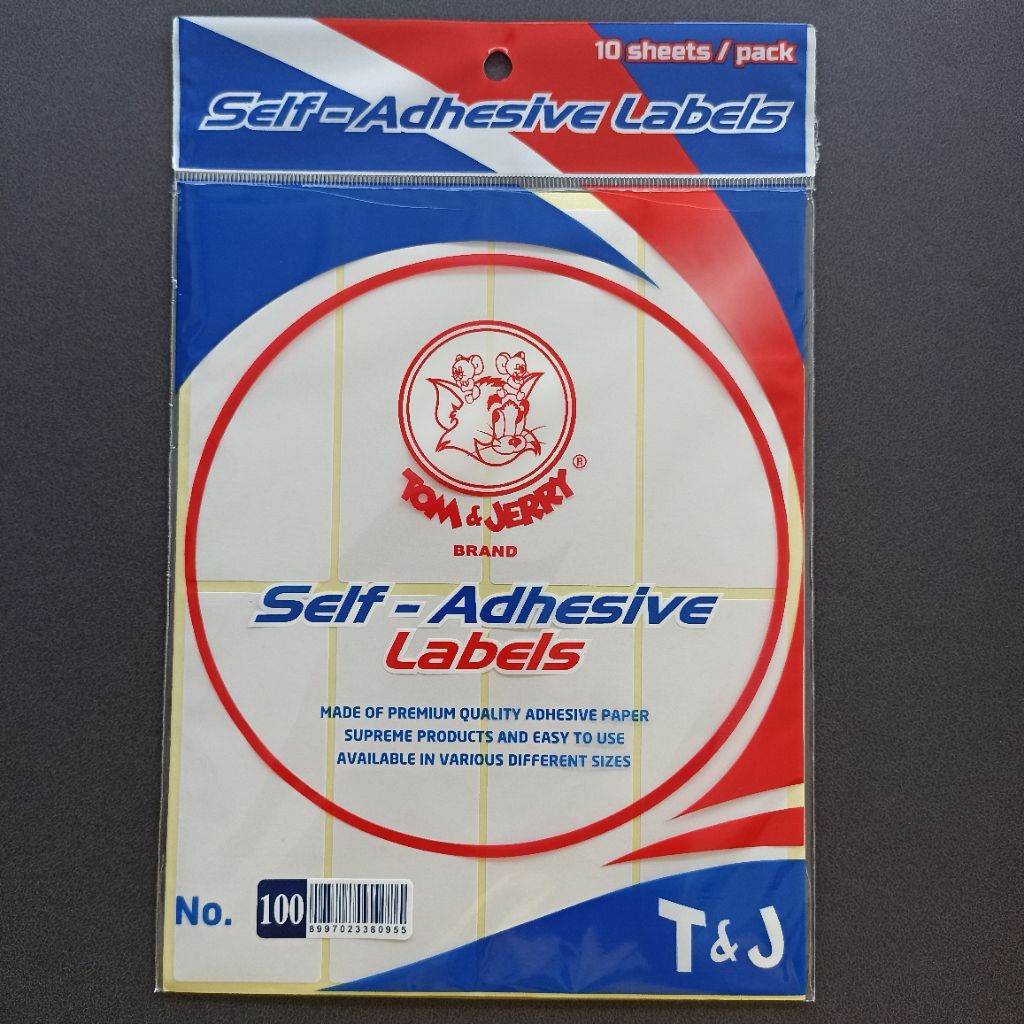 10 sheets / pack
Self - Adhesive Labels
TOM & JERRY ®
BRAND
Self - Adhesive
Labels
MADE OF PREMIUM QUALITY ADHESIVE PAPER
SUPREME PRODUCTS AND EASY TO USE
AVAILABLE IN VARIOUS DIFFERENT SIZES
No. 100
8997023380955
T & J